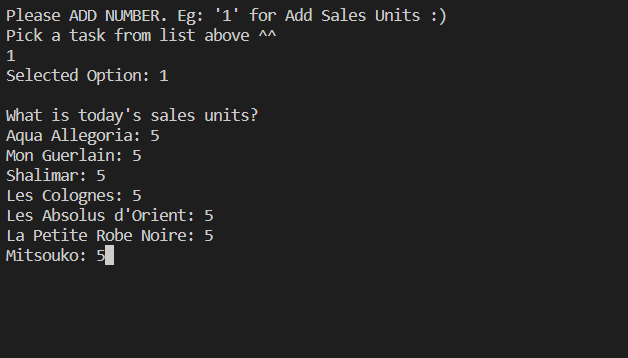 Please ADD NUMBER. Eg: '1' for Add Sales Units :)
Pick a task from list above ^^
1
Selected Option: 1
What is today's sales units?
Aqua Allegoria: 5
Mon Guerlain: 5
Shalimar: 5
Les Colognes: 5
Les Absolus d'Orient: 5
La Petite Robe Noire: 5
Mitsouko: 5